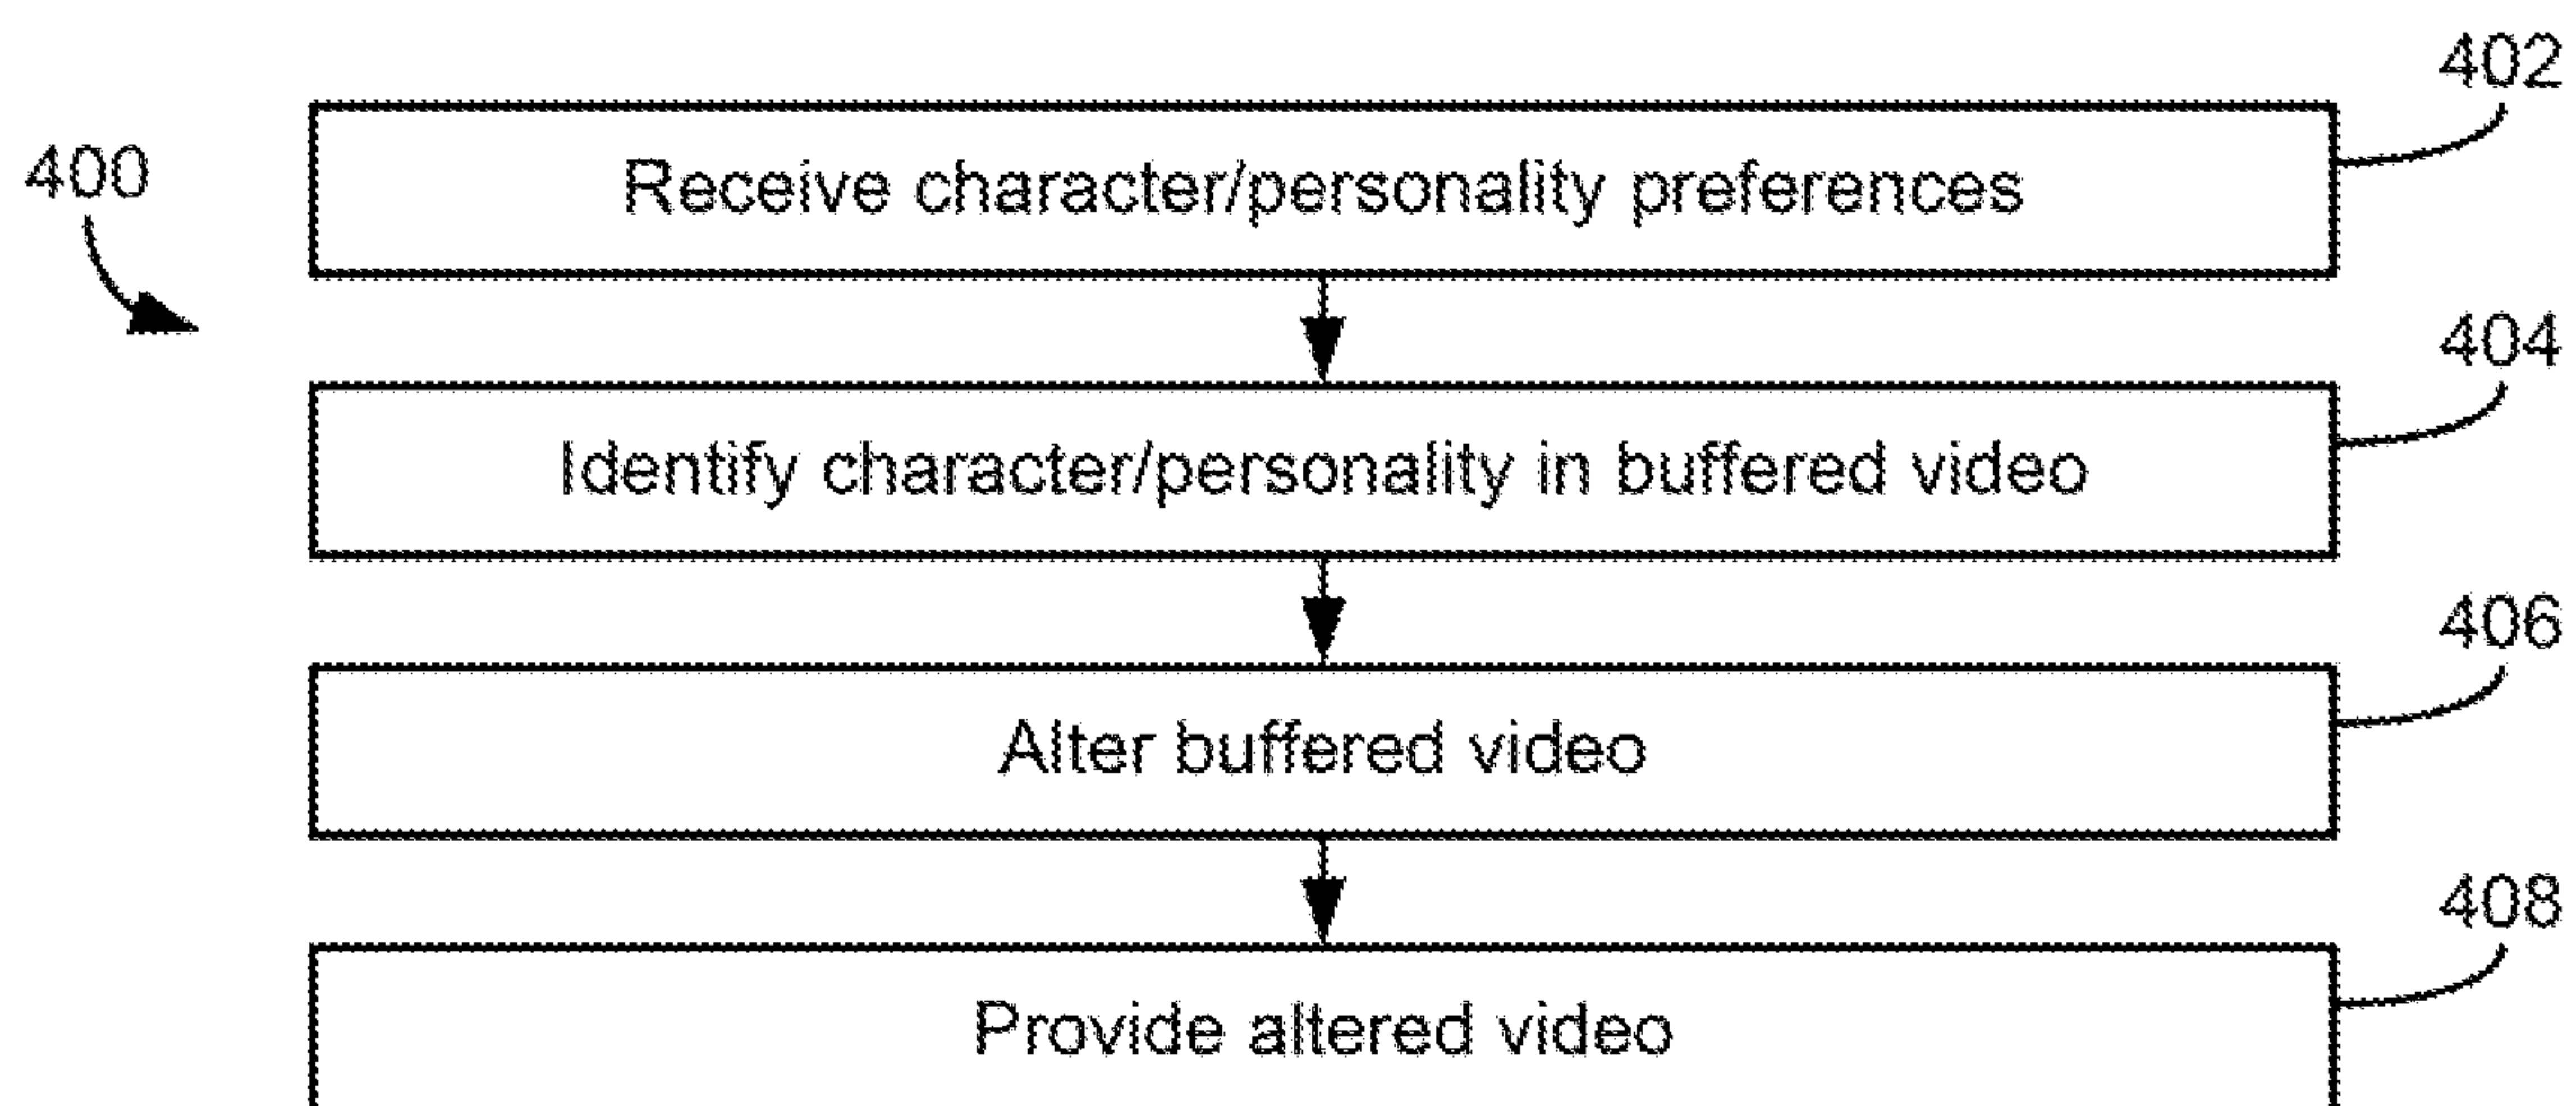 402
Receive character/personality preferences
400
404
Identify character/personality in buffered video
406
Alter buffered video
408
Provide altered video